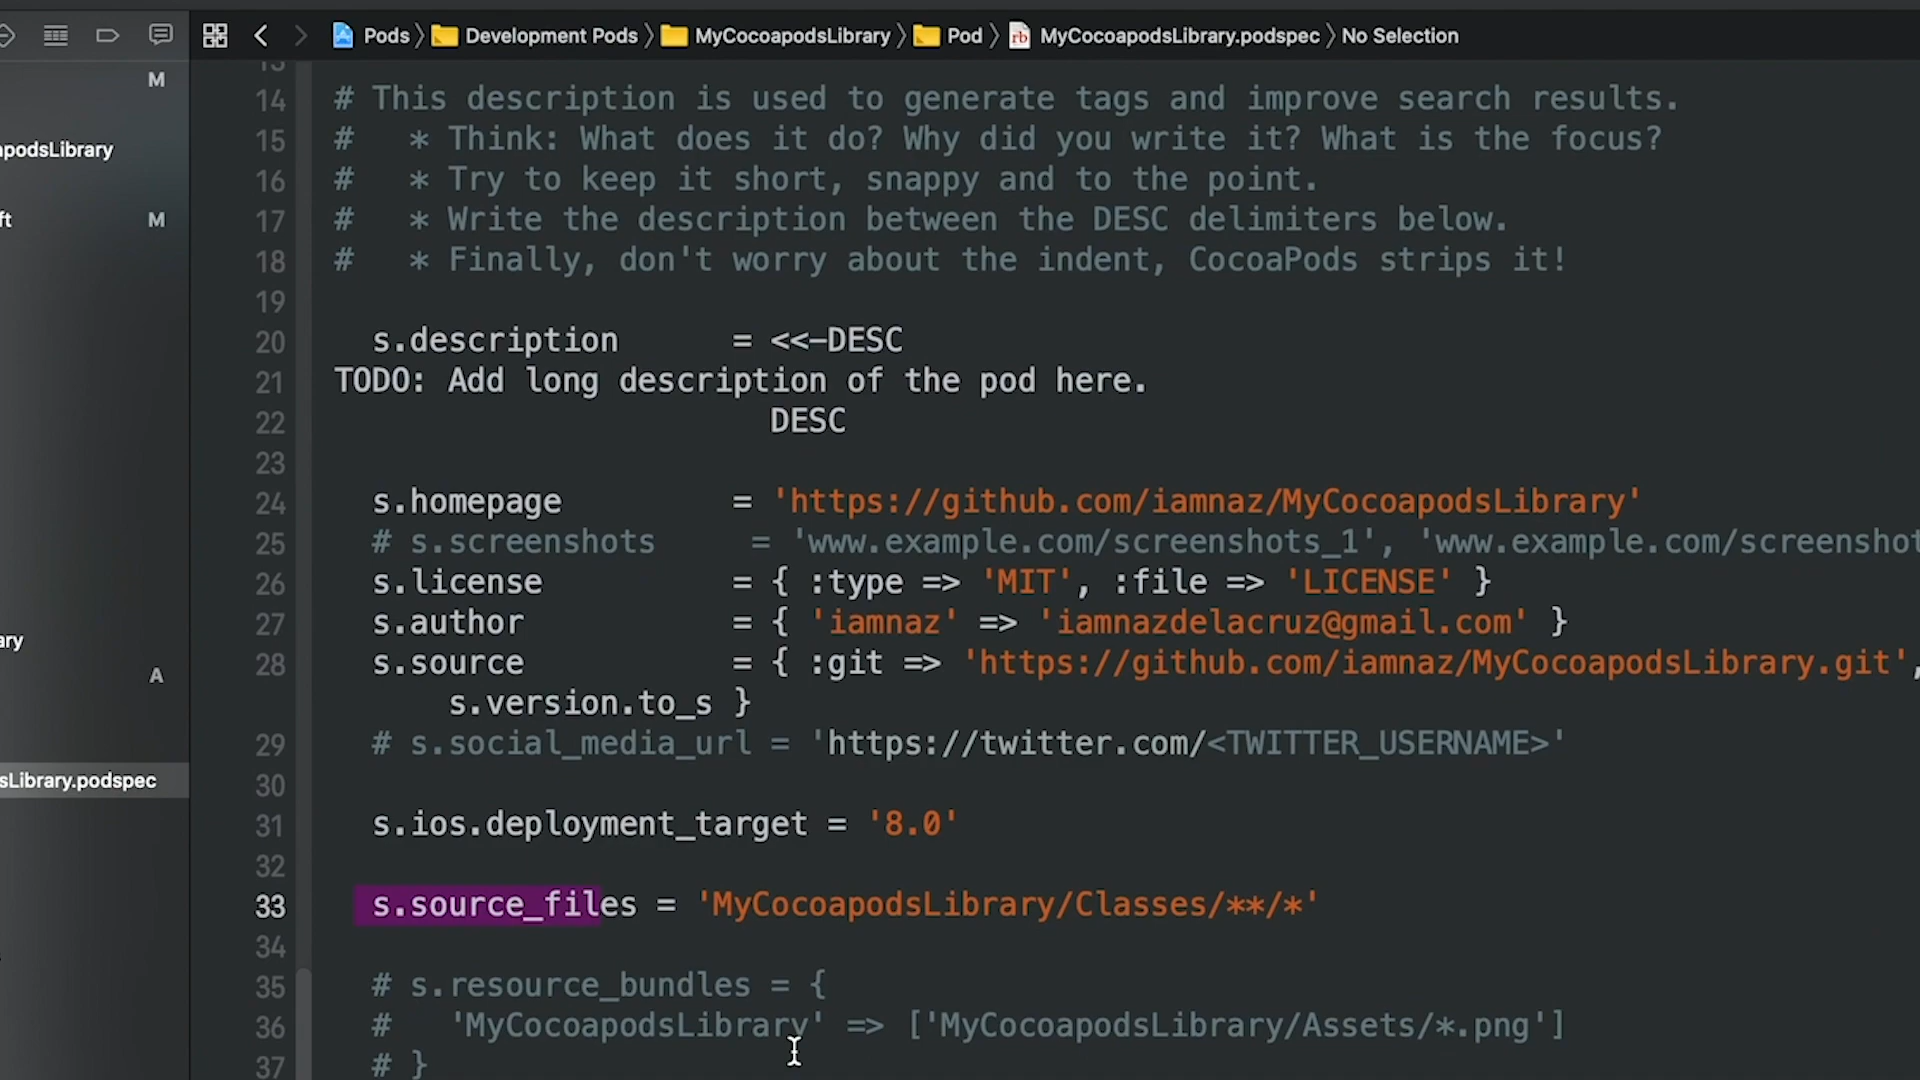 Pods 〉 Development Pods 〉 MyCocoapodsLibrary 〉 Pod 〉 rb MyCocoapodsLibrary.podspec 〉 No Selection
M
apodsLibrary
ft M
ary
A
sLibrary.podspec
14 # This description is used to generate tags and improve search results.
15 #   * Think: What does it do? Why did you write it? What is the focus?
16 #   * Try to keep it short, snappy and to the point.
17 #   * Write the description between the DESC delimiters below.
18 #   * Finally, don't worry about the indent, CocoaPods strips it!
19
20   s.description      = <<-DESC
21 TODO: Add long description of the pod here.
22                        DESC
23
24   s.homepage         = 'https://github.com/iamnaz/MyCocoapodsLibrary'
25   # s.screenshots     = 'www.example.com/screenshots_1', 'www.example.com/screenshot
26   s.license          = { :type => 'MIT', :file => 'LICENSE' }
27   s.author           = { 'iamnaz' => 'iamnazdelacruz@gmail.com' }
28   s.source           = { :git => 'https://github.com/iamnaz/MyCocoapodsLibrary.git',
      s.version.to_s }
29   # s.social_media_url = 'https://twitter.com/<TWITTER_USERNAME>'
30
31   s.ios.deployment_target = '8.0'
32
33   s.source_files = 'MyCocoapodsLibrary/Classes/**/*'
34
35   # s.resource_bundles = {
36   #   'MyCocoapodsLibrary' => ['MyCocoapodsLibrary/Assets/*.png']
37   # }